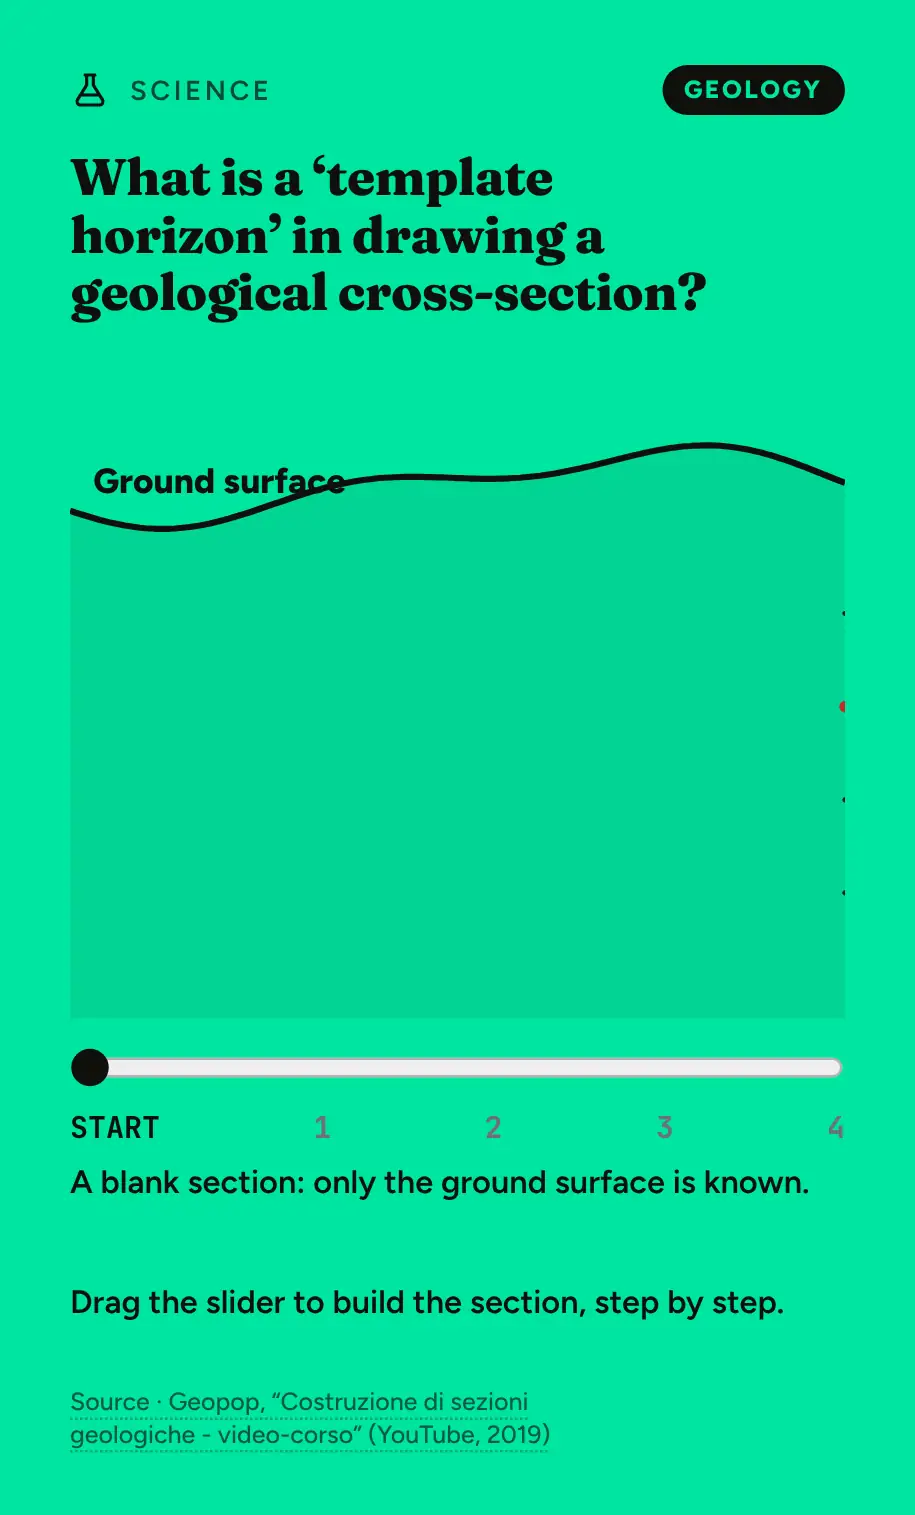 SCIENCE
GEOLOGY
What is a ‘template
horizon’ in drawing a
geological cross-section?
Ground surface
START 1 2 3 4
A blank section: only the ground surface is known.
Drag the slider to build the section, step by step.
Source · Geopop, “Costruzione di sezioni
geologiche - video-corso” (YouTube, 2019)